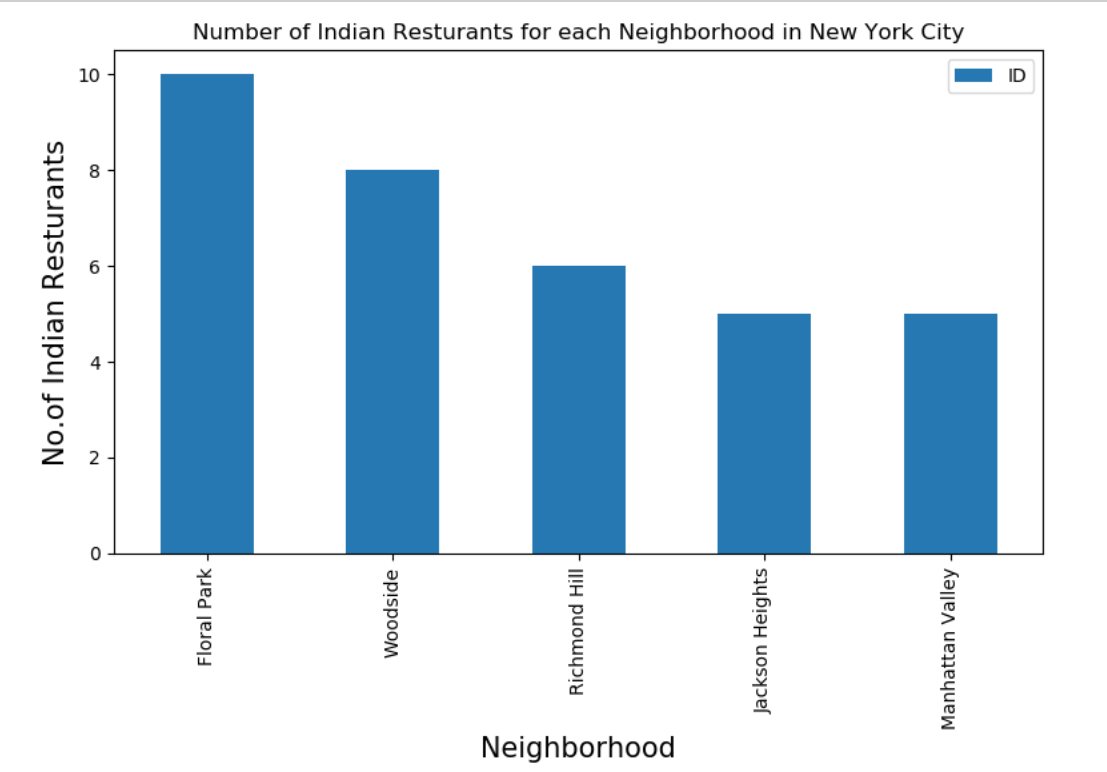 Number of Indian Resturants for each Neighborhood in New York City
ID
No.of Indian Resturants
10
8
6
4
2
0
Floral Park
Woodside
Richmond Hill
Jackson Heights
Manhattan Valley
Neighborhood